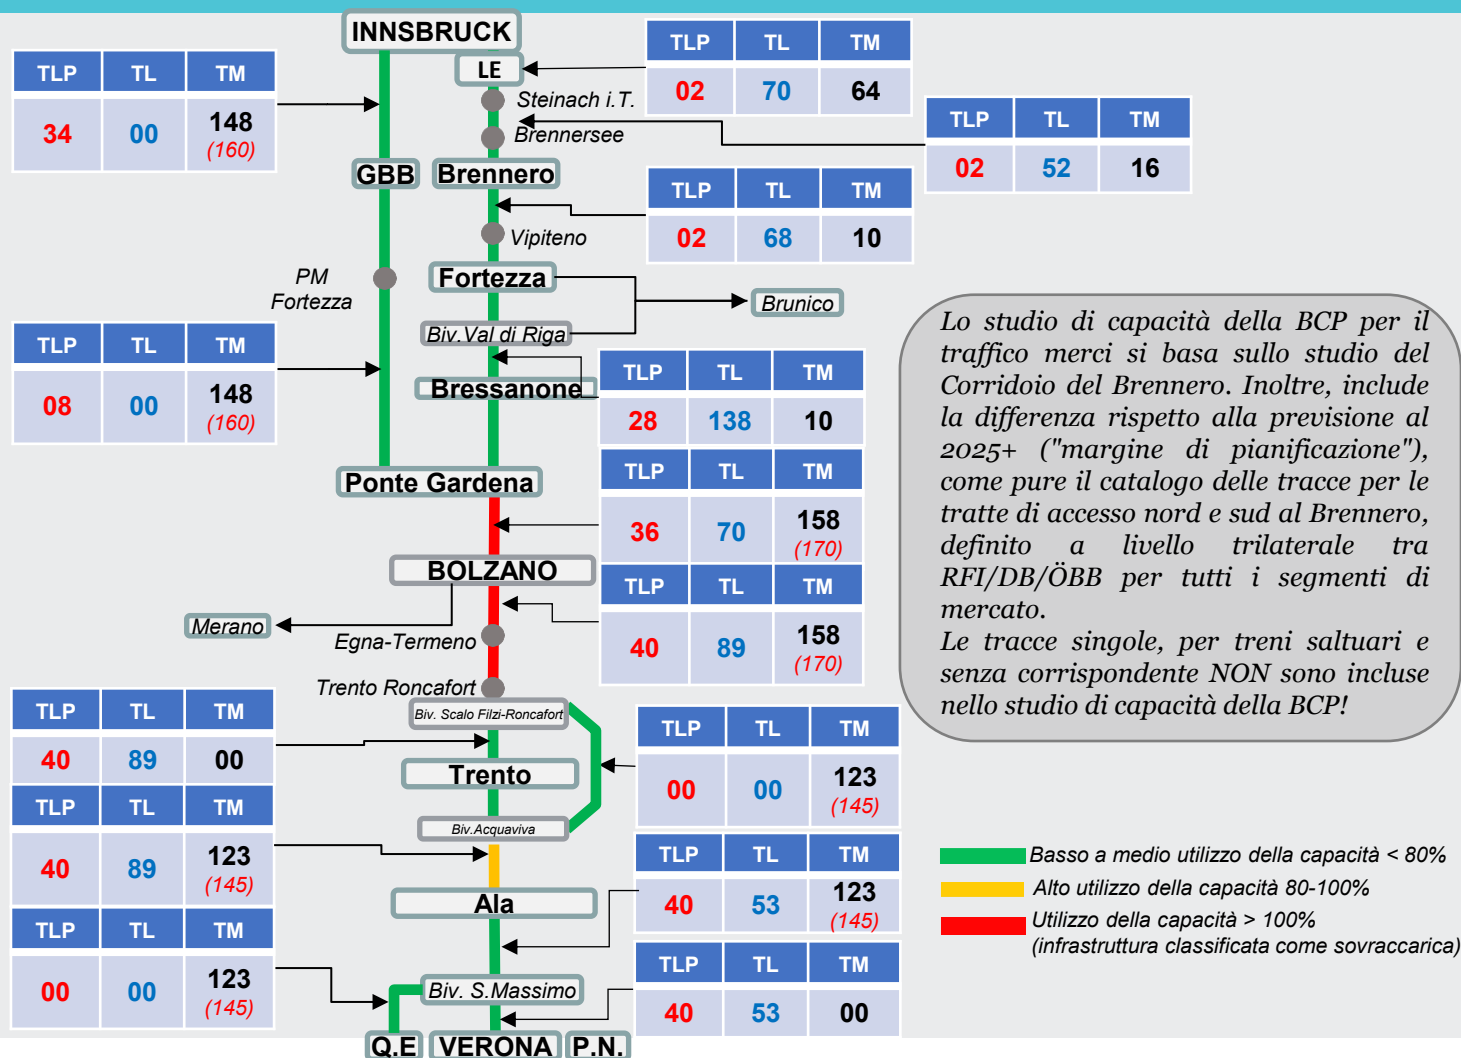 INNSBRUCK
TLP TL TM
34 00 148
(160)
LE
TLP TL TM
02 70 64
Steinach i.T.
Brennersee
TLP TL TM
02 52 16
GBB
Brennero
TLP TL TM
02 68 10
Vipiteno
PM
Fortezza
Fortezza
Brunico
Biv.Val di Riga
TLP TL TM
08 00 148
(160)
Bressanone
TLP TL TM
28 138 10
Ponte Gardena
TLP TL TM
36 70 158
(170)
BOLZANO
TLP TL TM
40 89 158
(170)
Merano
Egna-Termeno
Trento Roncafort
Biv. Scalo Filzi-Roncafort
TLP TL TM
40 89 00
Trento
TLP TL TM
00 00 123
(145)
Biv.Acquaviva
TLP TL TM
40 89 123
(145)
Ala
TLP TL TM
40 53 123
(145)
TLP TL TM
00 00 123
(145)
Biv. S.Massimo
TLP TL TM
40 53 00
Q.E VERONA P.N.
Lo studio di capacità della BCP per il
traffico merci si basa sullo studio del
Corridoio del Brennero. Inoltre, include
la differenza rispetto alla previsione al
2025+ ("margine di pianificazione"),
come pure il catalogo delle tracce per le
tratte di accesso nord e sud al Brennero,
definito a livello trilaterale tra
RFI/DB/ÖBB per tutti i segmenti di
mercato.
Le tracce singole, per treni saltuari e
senza corrispondente NON sono incluse
nello studio di capacità della BCP!
Basso a medio utilizzo della capacità < 80%
Alto utilizzo della capacità 80-100%
Utilizzo della capacità > 100%
(infrastruttura classificata come sovraccarica)